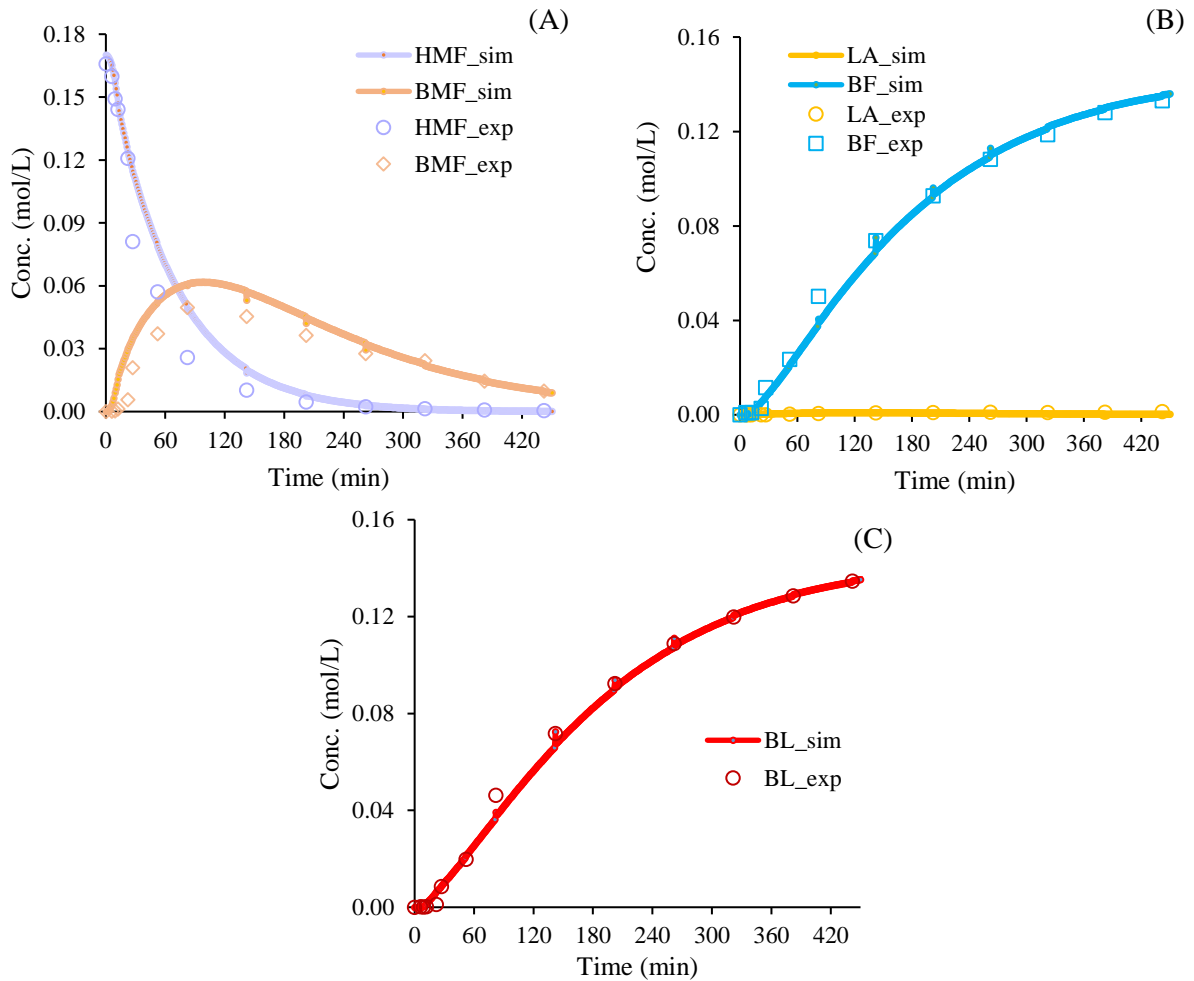 (A)
0.18
0.15
0.12
0.09
0.06
0.03
0.00
Conc. (mol/L)
HMF_sim
BMF_sim
HMF_exp
BMF_exp
0 60 120 180 240 300 360 420
Time (min)
(B)
0.16
0.12
0.08
0.04
0.00
Conc. (mol/L)
LA_sim
BF_sim
LA_exp
BF_exp
0 60 120 180 240 300 360 420
Time (min)
(C)
0.16
0.12
0.08
0.04
0.00
Conc. (mol/L)
BL_sim
BL_exp
0 60 120 180 240 300 360 420
Time (min)